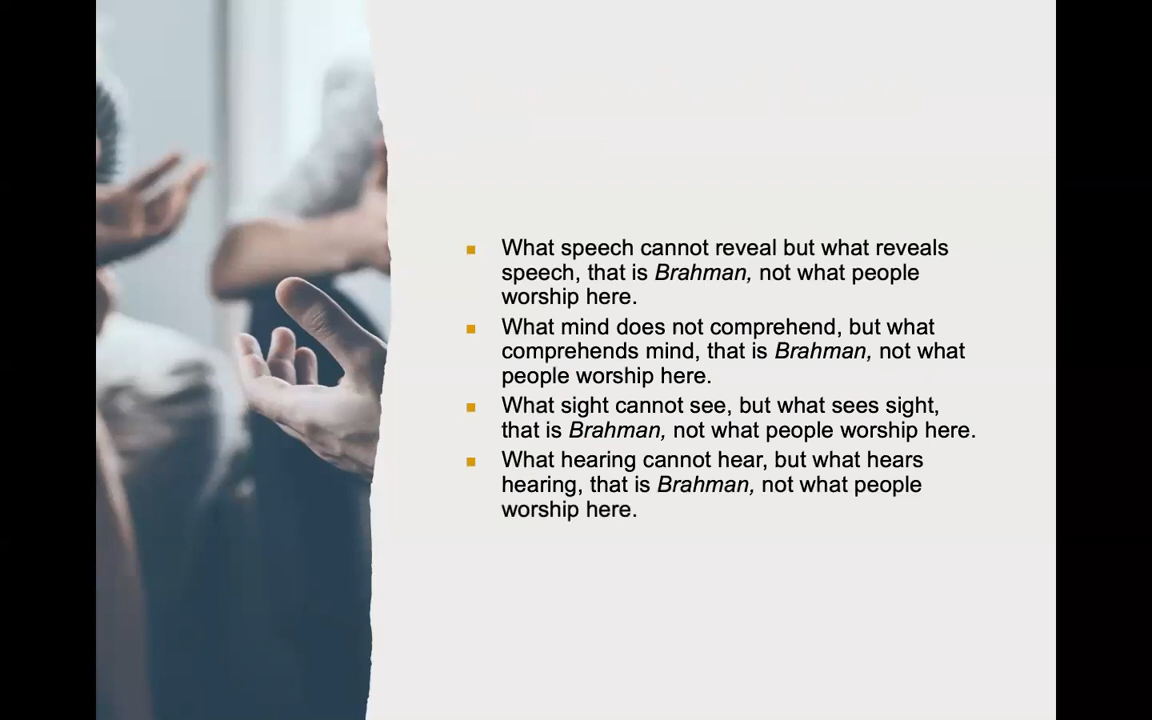 What speech cannot reveal but what reveals
speech, that is Brahman, not what people
worship here.
What mind does not comprehend, but what
comprehends mind, that is Brahman, not what
people worship here.
What sight cannot see, but what sees sight,
that is Brahman, not what people worship here.
What hearing cannot hear, but what hears
hearing, that is Brahman, not what people
worship here.